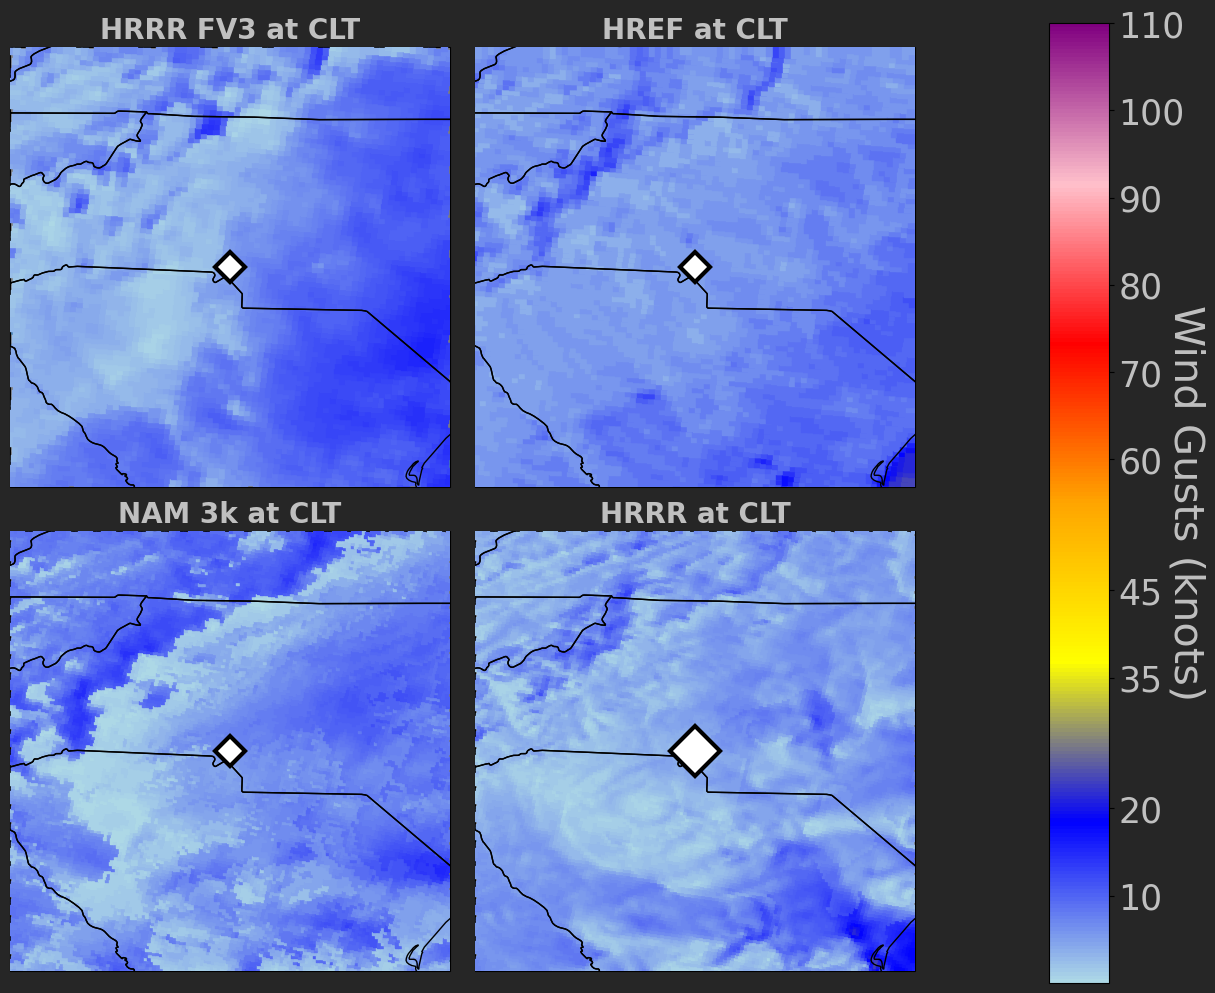 HRRR FV3 at CLT
HREF at CLT
NAM 3k at CLT
HRRR at CLT
110
100
90
80
70
60
45
35
20
10
Wind Gusts (knots)